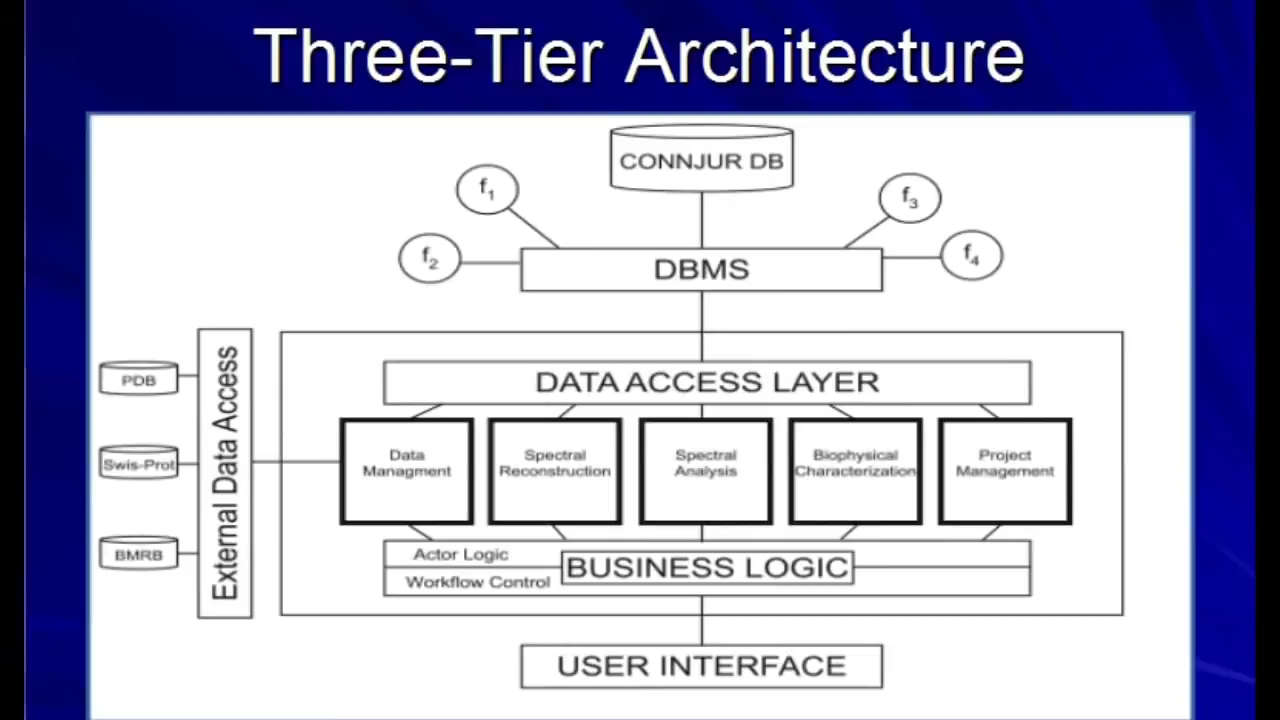 Three-Tier Architecture
CONNJUR DB
f1
f3
f2
f4
DBMS
External Data Access
PDB
Swis-Prot
BMRB
DATA ACCESS LAYER
Data
Managment
Spectral
Reconstruction
Spectral
Analysis
Biophysical
Characterization
Project
Management
Actor Logic
Workflow Control
BUSINESS LOGIC
USER INTERFACE